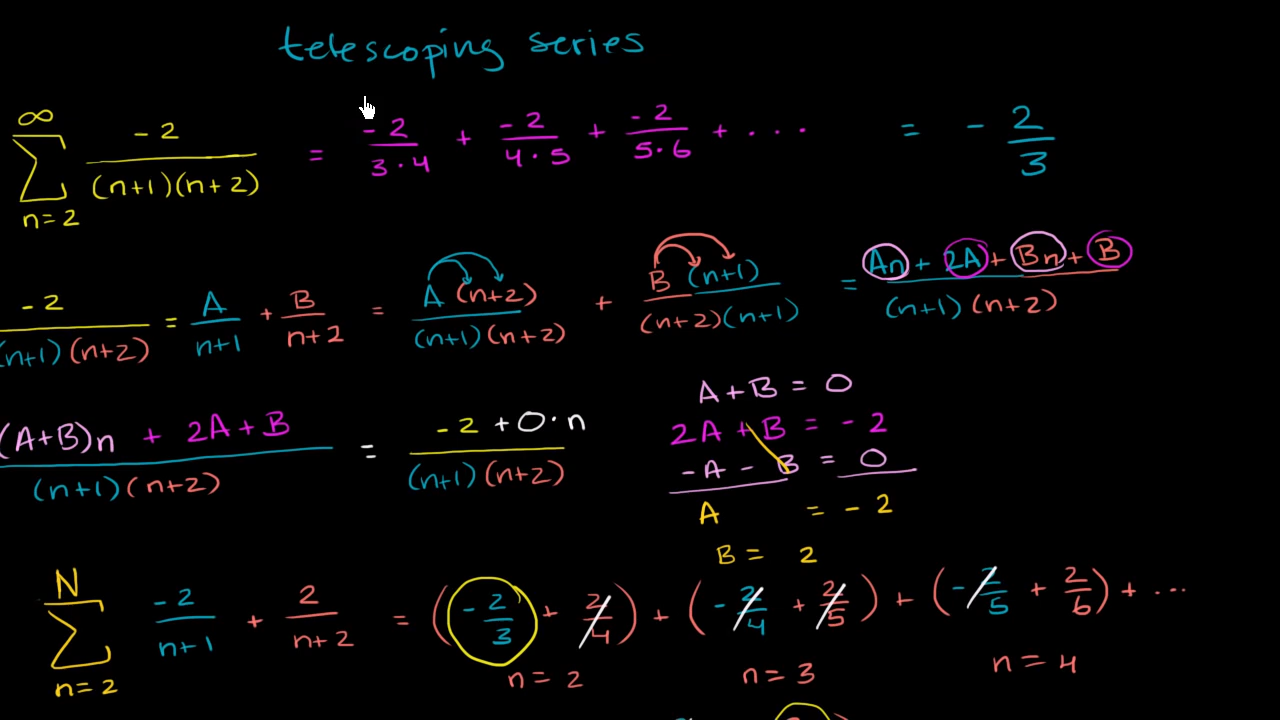 telescoping series
∞ Σ n=2 -2/((n+1)(n+2)) = -2/(3·4) + -2/(4·5) + -2/(5·6) + ... = - 2/3
-2/((n+1)(n+2)) = A/(n+1) + B/(n+2) = A(n+2)/((n+1)(n+2)) + B(n+1)/((n+2)(n+1)) = (An + 2A + Bn + B)/((n+1)(n+2))
((A+B)n + 2A+B)/((n+1)(n+2)) = (-2 + 0·n)/((n+1)(n+2))
A+B = 0
2A + B = -2
-A - B = 0
A = -2
B = 2
N Σ n=2 -2/(n+1) + 2/(n+2) = (-2/3 + 2/4) + (-2/4 + 2/5) + (-2/5 + 2/6) + ...
n = 2 n = 3 n = 4